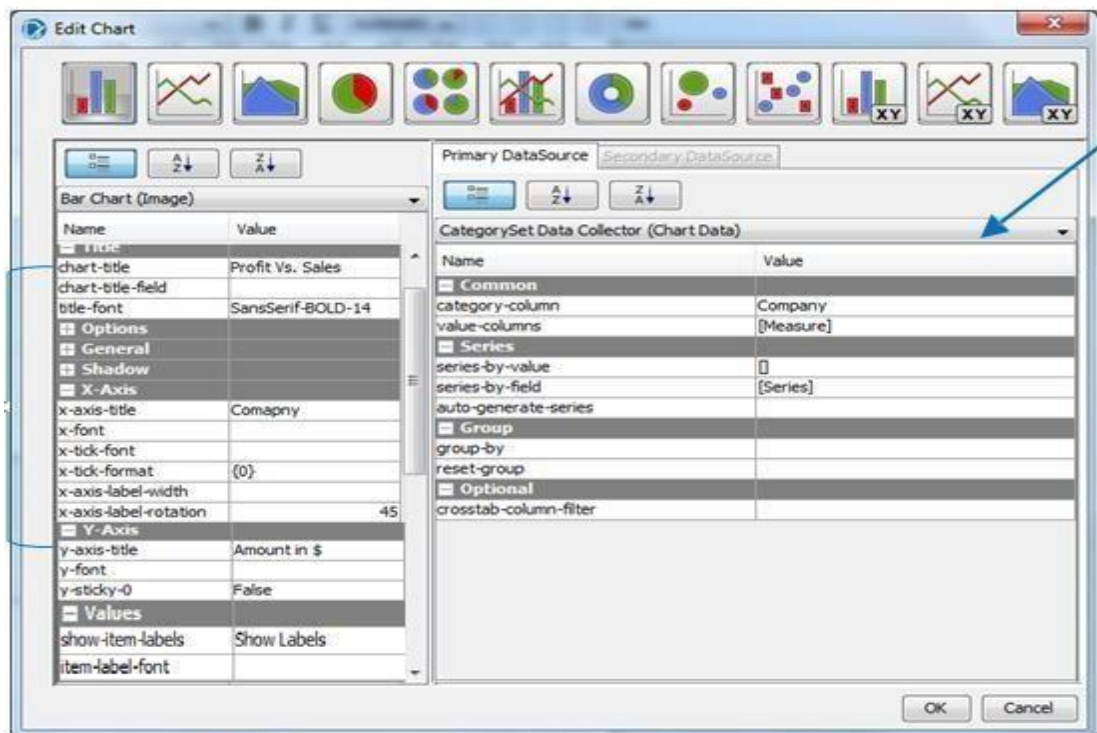 Edit Chart
XY XY XY
Primary DataSource Secondary DataSource
A Z Z A
A Z Z A
Bar Chart (Image)
CategorySet Data Collector (Chart Data)
Name Value
Title
chart-title Profit Vs. Sales
chart-title-field
title-font SansSerif-BOLD-14
Options
General
Shadow
X-Axis
x-axis-title Comapny
x-font
x-tick-font
x-tick-format {0}
x-axis-label-width
x-axis-label-rotation 45
Y-Axis
y-axis-title Amount in $
y-font
y-sticky-0 False
Values
show-item-labels Show Labels
item-label-font
Name Value
Common
category-column Company
value-columns [Measure]
Series
series-by-value []
series-by-field [Series]
auto-generate-series
Group
group-by
reset-group
Optional
crosstab-column-filter
OK Cancel